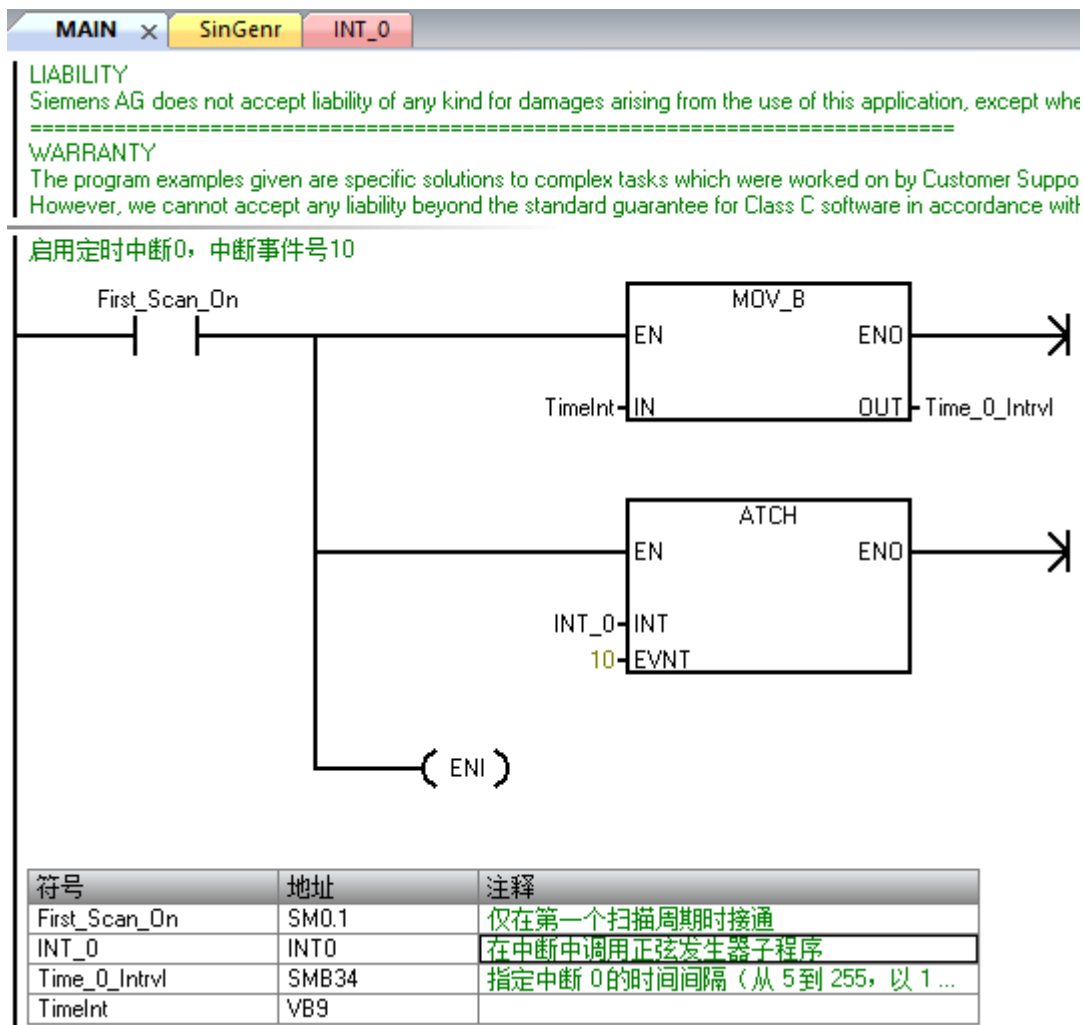 MAIN × SinGenr INT_0
LIABILITY
Siemens AG does not accept liability of any kind for damages arising from the use of this application, except whe
=============================================================================
WARRANTY
The program examples given are specific solutions to complex tasks which were worked on by Customer Suppo
However, we cannot accept any liability beyond the standard guarantee for Class C software in accordance with
启用定时中断0，中断事件号10
First_Scan_On
MOV_B
EN ENO
TimeInt IN OUT Time_0_Intrvl
ATCH
EN ENO
INT_0 INT
10 EVNT
ENI
符号 地址 注释
First_Scan_On SM0.1 仅在第一个扫描周期时接通
INT_0 INT0 在中断中调用正弦发生器子程序
Time_0_Intrvl SMB34 指定中断 0的时间间隔（从 5到 255，以 1 ...
TimeInt VB9